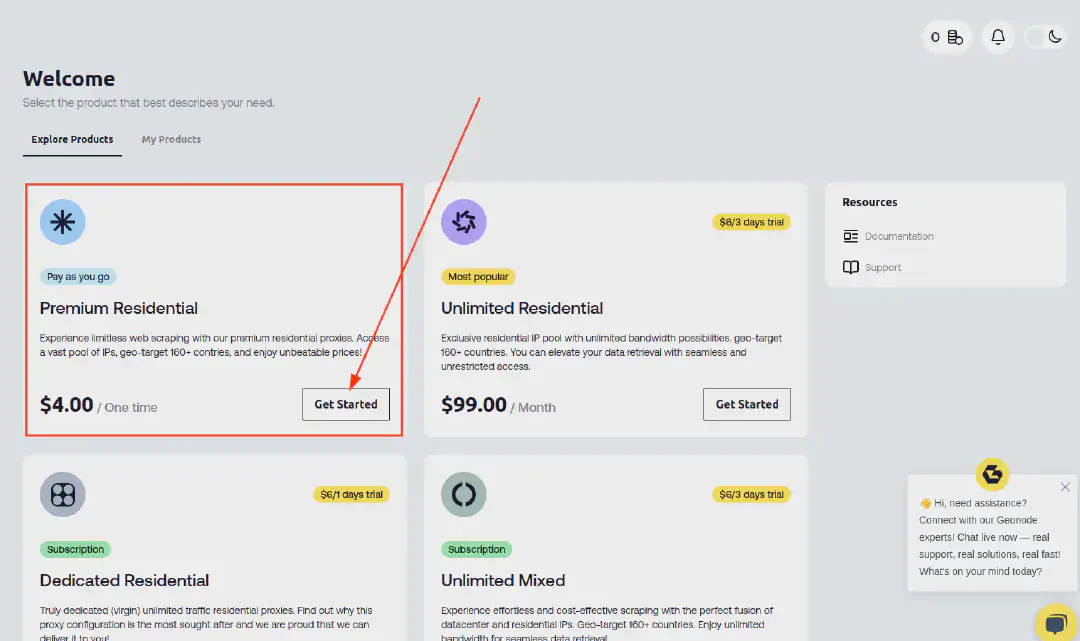 0
Welcome
Select the product that best describes your need.
Explore Products
My Products
Pay as you go
Premium Residential
Experience limitless web scraping with our premium residential proxies. Access
a vast pool of IPs, geo-target 160+ contries, and enjoy unbeatable prices!
$4.00 / One time
Get Started
$6/3 days trial
Most popular
Unlimited Residential
Exclusive residential IP pool with unlimited bandwidth possibilities, geo-target
160+ countries. You can elevate your data retrieval with seamless and
unrestricted access.
$99.00 / Month
Get Started
Resources
Documentation
Support
$6/1 days trial
Subscription
Dedicated Residential
Truly dedicated (virgin) unlimited traffic residential proxies. Find out why this
proxy configuration is the most sought after and we are proud that we can
deliver it to you!
$6/3 days trial
Subscription
Unlimited Mixed
Experience effortless and cost-effective scraping with the perfect fusion of
datacenter and residential IPs. Geo-target 160+ countries. Enjoy unlimited
bandwidth for seamless data retrieval
👋 Hi, need assistance?
Connect with our Geonode
experts! Chat live now — real
support, real solutions, real fast!
What's on your mind today?